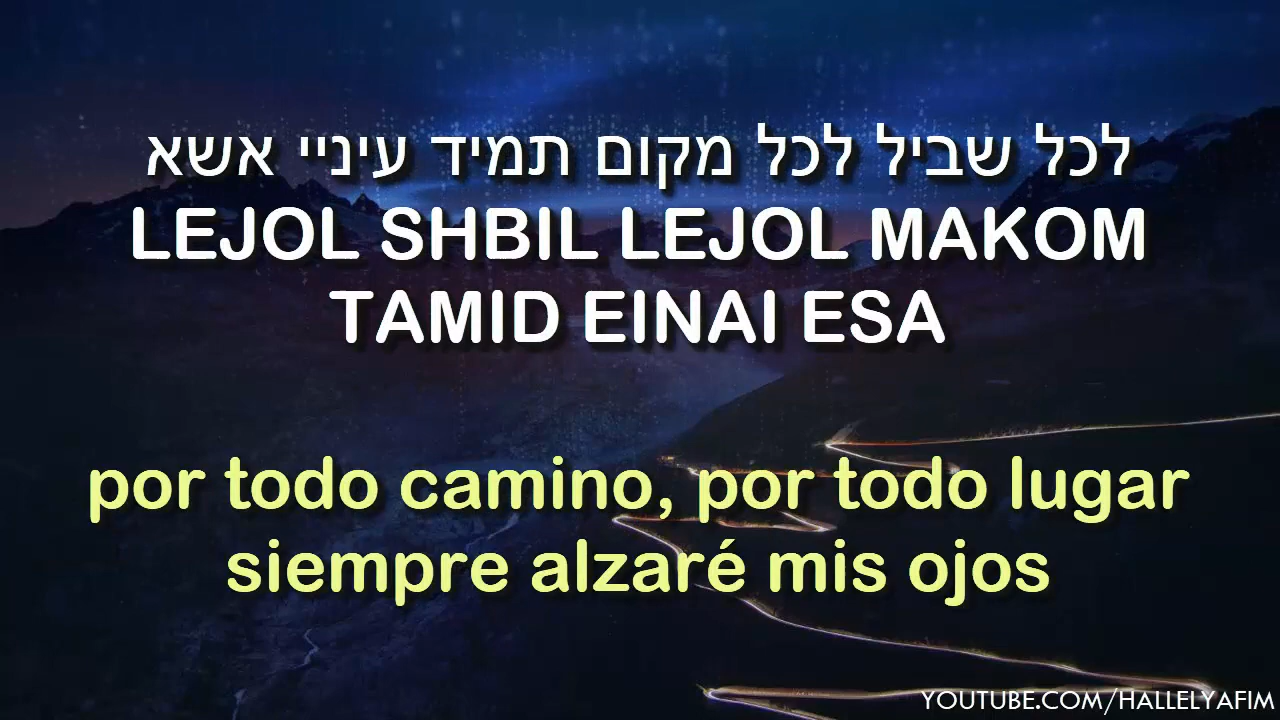 לכל שביל לכל מקום תמיד עיניי אשא
LEJOL SHBIL LEJOL MAKOM
TAMID EINAI ESA
por todo camino, por todo lugar
siempre alzaré mis ojos
YOUTUBE.COM/HALLELYAFIM